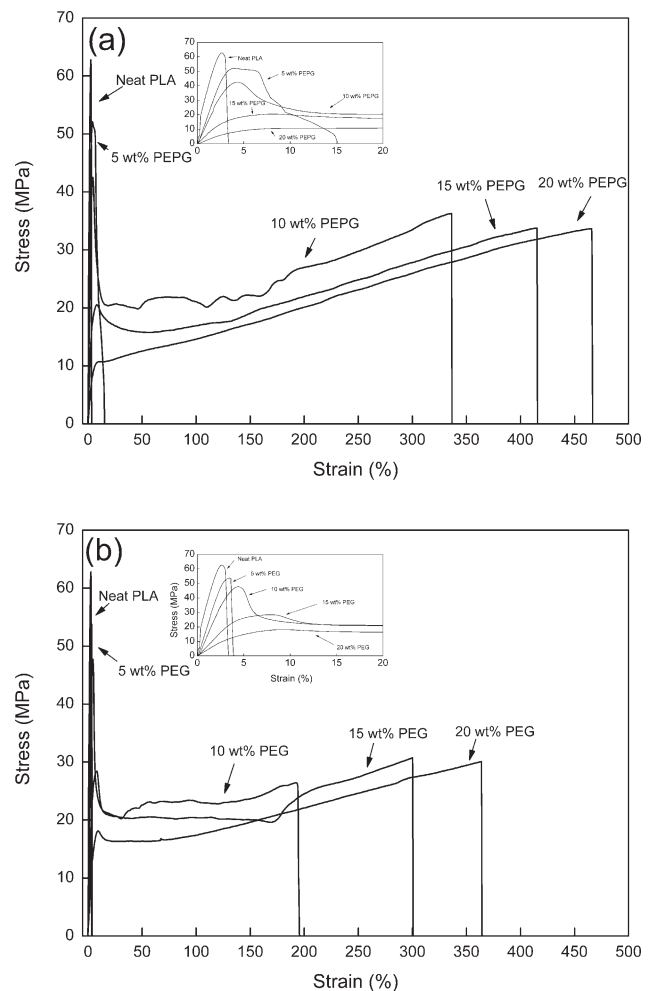 (a)
70
60
50
40
30
20
10
0
Stress (MPa)
0 50 100 150 200 250 300 350 400 450 500
Strain (%)
Neat PLA
5 wt% PEPG
10 wt% PEPG
15 wt% PEPG
20 wt% PEPG
70
60
50
40
30
20
10
0
0 5 10 15 20
Neat PLA
5 wt% PEPG
10 wt% PEPG
15 wt% PEPG
20 wt% PEPG
(b)
70
60
50
40
30
20
10
0
Stress (MPa)
0 50 100 150 200 250 300 350 400 450 500
Strain (%)
Neat PLA
5 wt% PEG
10 wt% PEG
15 wt% PEG
20 wt% PEG
70
60
50
40
30
20
10
0
Stress (MPa)
0 5 10 15 20
Strain (%)
Neat PLA
5 wt% PEG
10 wt% PEG
15 wt% PEG
20 wt% PEG